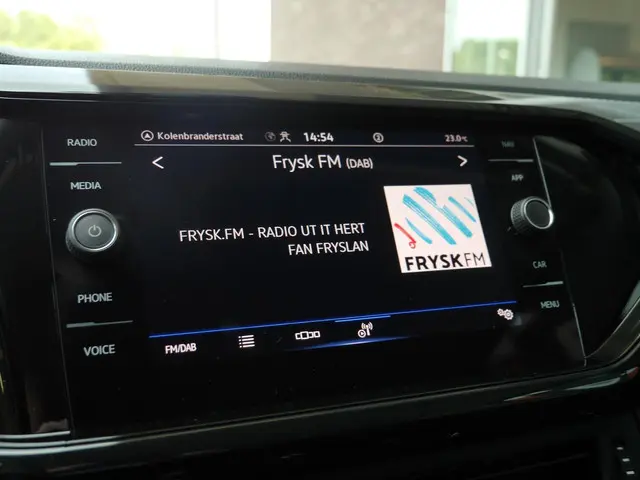 RADIO
MEDIA
PHONE
VOICE
Kolenbranderstraat
14:54
23.0°C
< Frysk FM (DAB) >
FRYSK.FM - RADIO UT IT HERT
FAN FRYSLAN
FRYSKFM
FM/DAB
NAV
APP
CAR
MENU